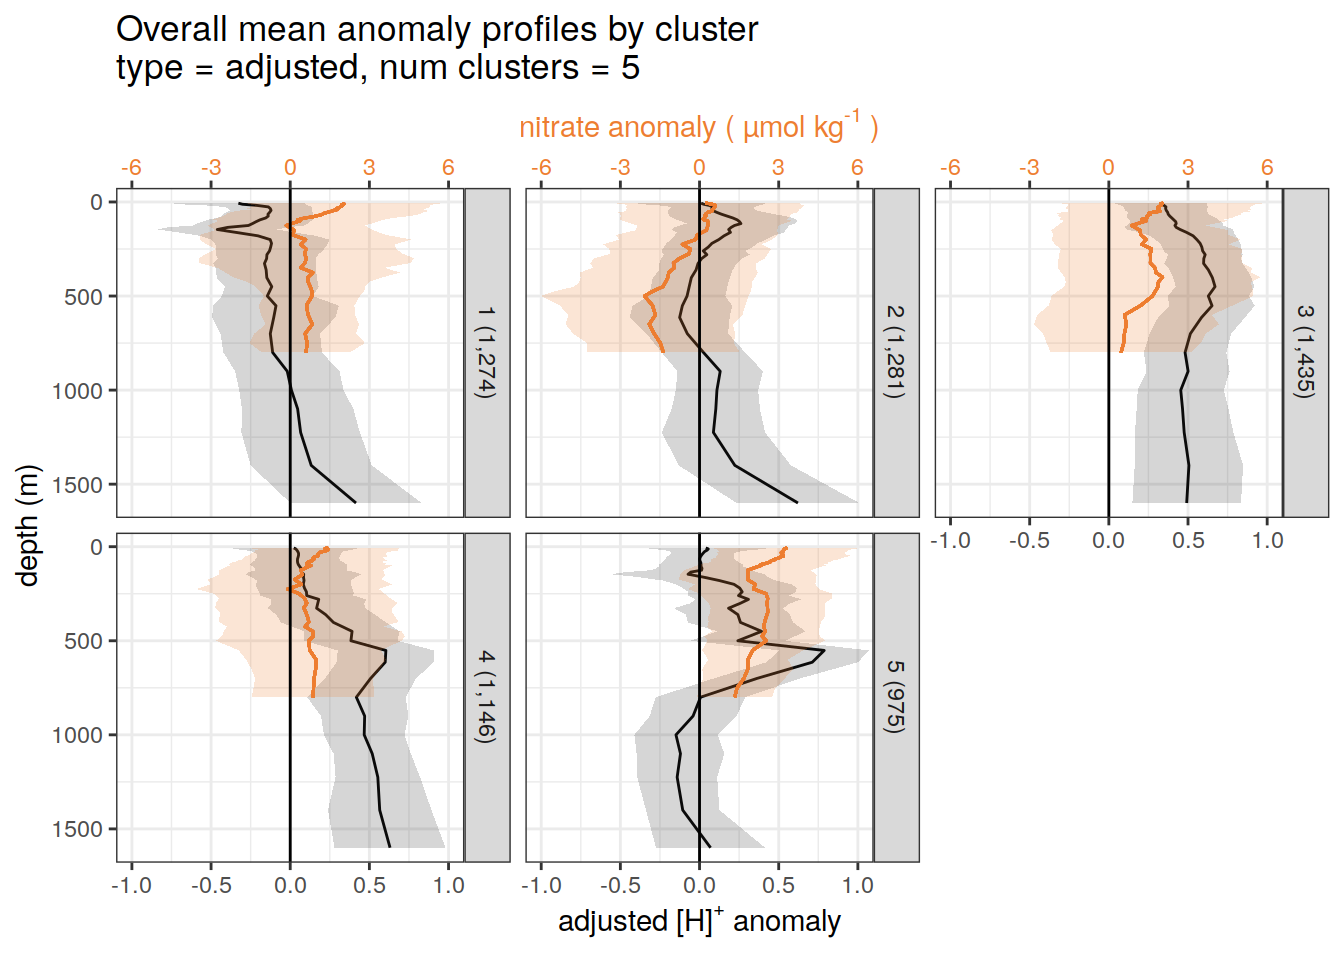 Overall mean anomaly profiles by cluster
type = adjusted, num clusters = 5
nitrate anomaly ( µmol kg⁻¹ )
-6 -3 0 3 6 -6 -3 0 3 6 -6 -3 0 3 6
0
500
1000
1500
1 (1,274)
2 (1,281)
3 (1,435)
-1.0 -0.5 0.0 0.5 1.0
0
500
1000
1500
4 (1,146)
5 (975)
-1.0 -0.5 0.0 0.5 1.0 -1.0 -0.5 0.0 0.5 1.0
depth (m)
adjusted [H]⁺ anomaly